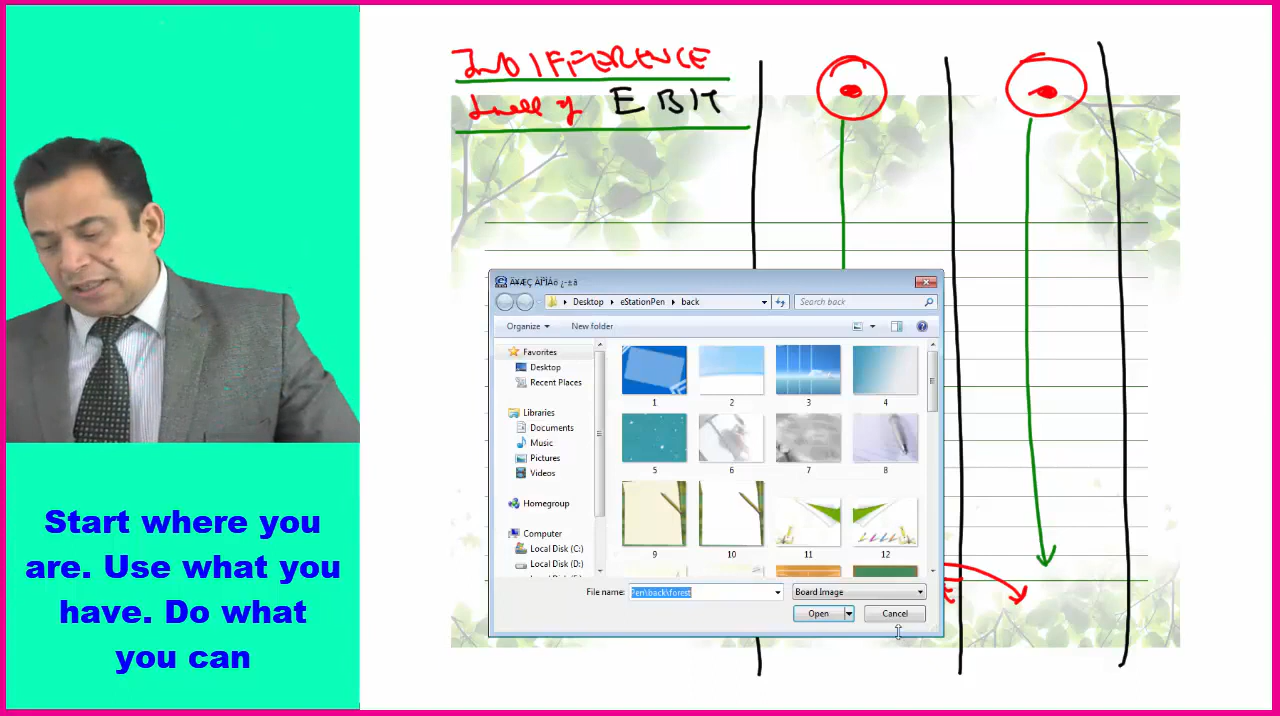 INDIFFERENCE
Level of EBIT
Start where you
are. Use what you
have. Do what
you can
Desktop
eStationPen
back
Search back
Organize
New folder
Favorites
Desktop
Recent Places
Libraries
Documents
Music
Pictures
Videos
Homegroup
Computer
Local Disk (C:)
Local Disk (D:)
1
2
3
4
5
6
7
8
9
10
11
12
File name:
Pen\back\forest
Board Image
Open
Cancel